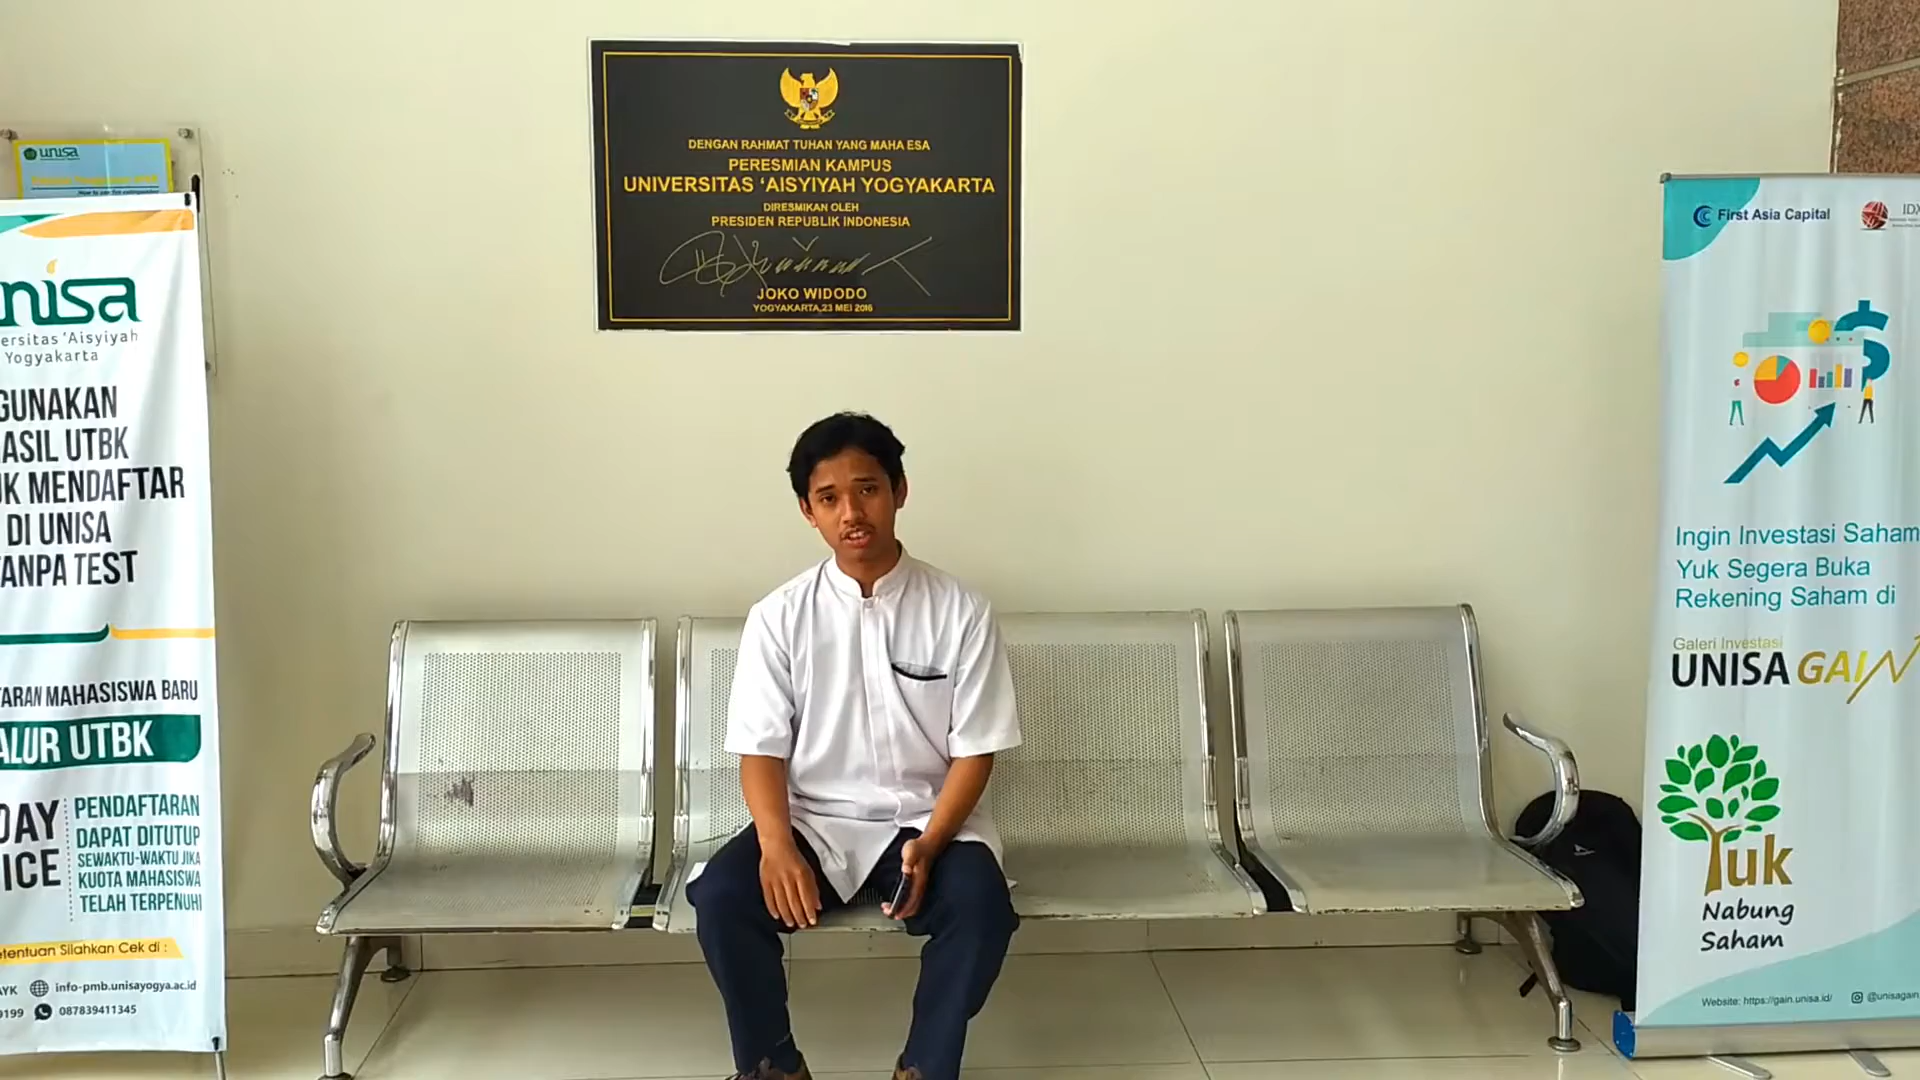 unisa
DENGAN RAHMAT TUHAN YANG MAHA ESA
PERESMIAN KAMPUS
UNIVERSITAS ‘AISYIYAH YOGYAKARTA
DIRESMIKAN OLEH
PRESIDEN REPUBLIK INDONESIA
JOKO WIDODO
YOGYAKARTA,23 MEI 2016
nisa
ersitas 'Aisyiyah
Yogyakarta
GUNAKAN
ASIL UTBK
UK MENDAFTAR
DI UNISA
ANPA TEST
TARAN MAHASISWA BARU
ALUR UTBK
DAY
ICE
PENDAFTARAN
DAPAT DITUTUP
SEWAKTU-WAKTU JIKA
KUOTA MAHASISWA
TELAH TERPENUHI
etentuan Silahkan Cek di :
AYK info-pmb.unisayogya.ac.id
9199 087839411345
First Asia Capital
IDX
Ingin Investasi Saham
Yuk Segera Buka
Rekening Saham di
Galeri Investasi
UNISA GAIN
Yuk
Nabung
Saham
Website: https://gain.unisa.id/ @unisagain